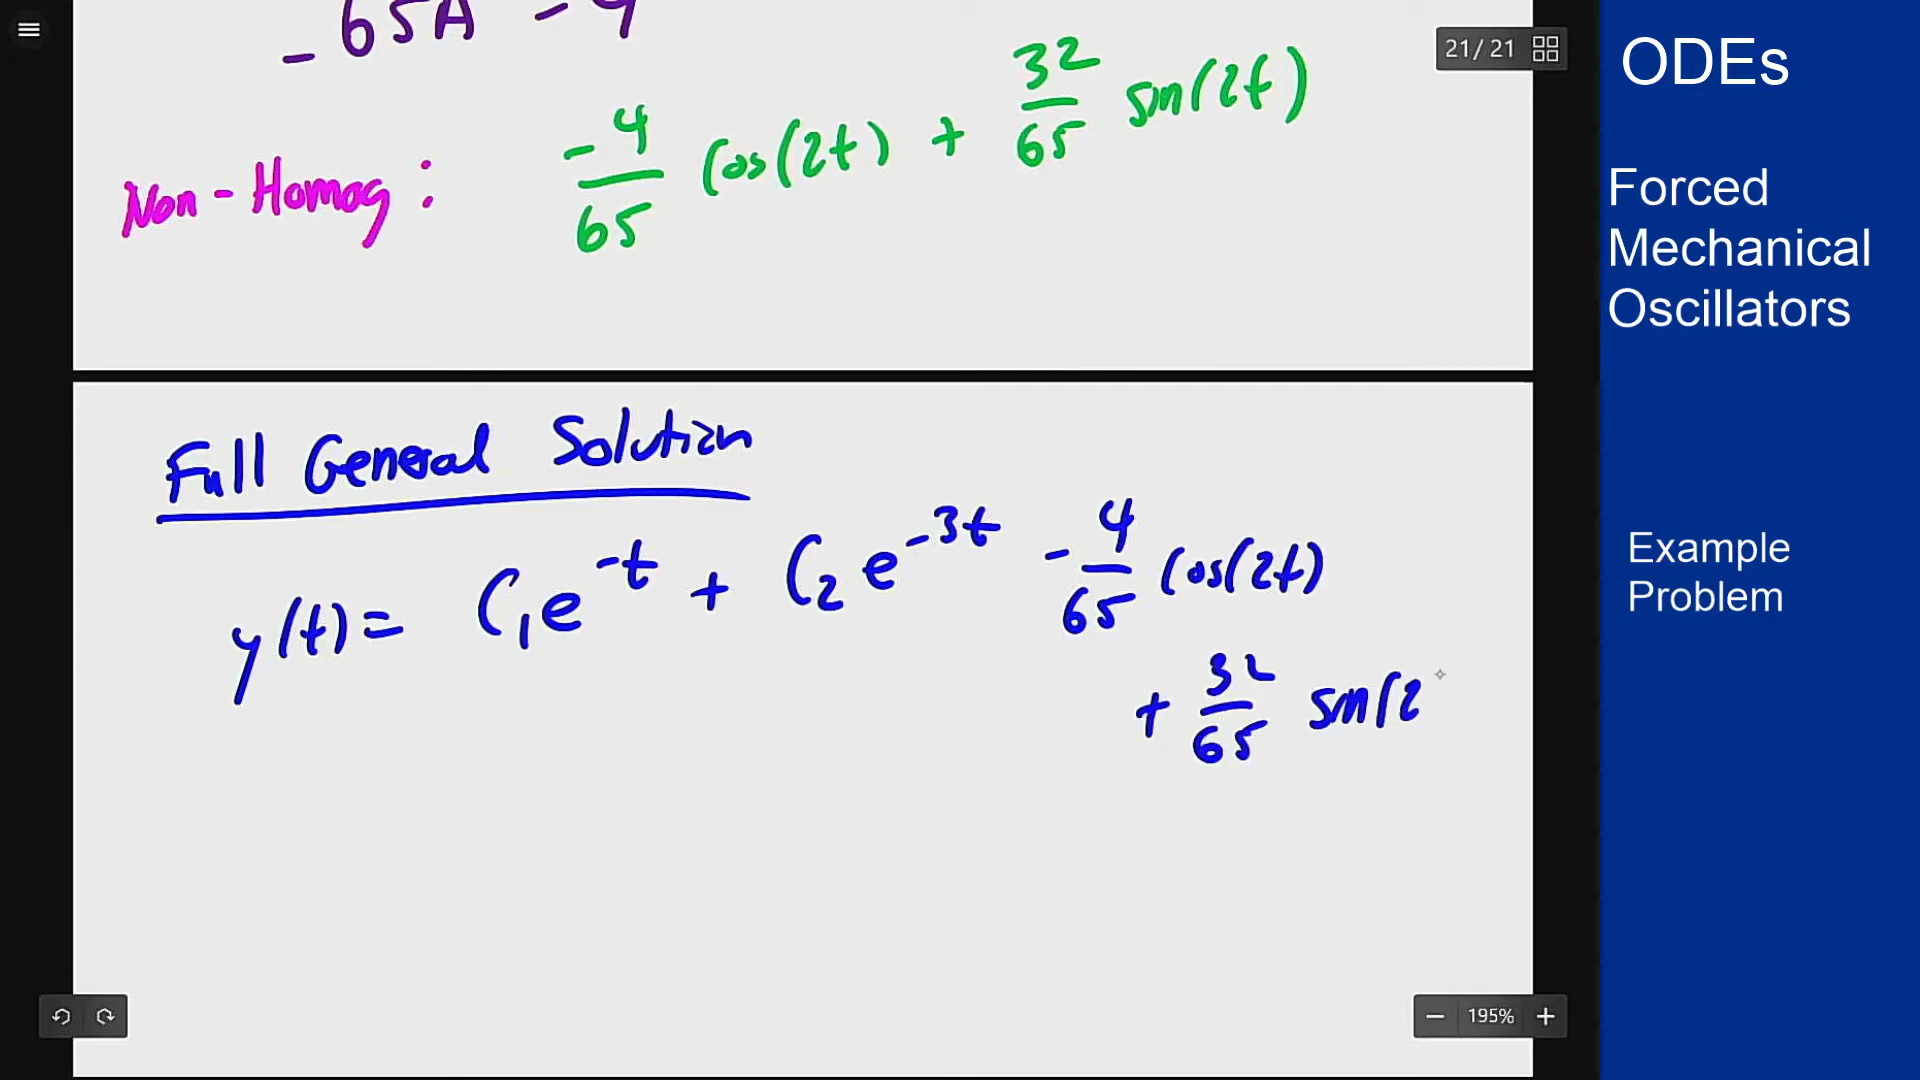 -65A = 4
21 / 21
Non-Homog: -4/65 cos(2t) + 32/65 sin(2t)
Full General Solution
y(t) = C₁e^-t + C₂e^-3t - 4/65 cos(2t)
+ 32/65 sin(2
195%
ODEs
Forced
Mechanical
Oscillators
Example
Problem